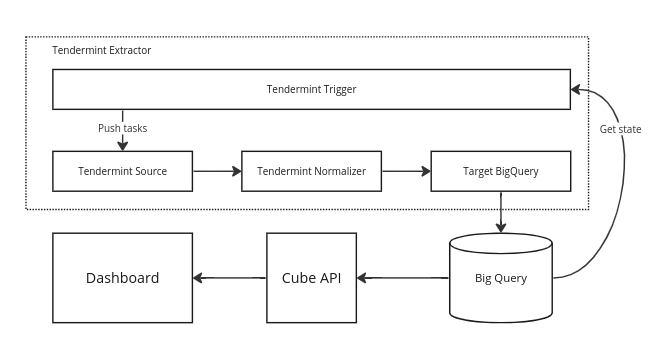 Tendermint Extractor
Tendermint Trigger
Push tasks
Get state
Tendermint Source
Tendermint Normalizer
Target BigQuery
Dashboard
Cube API
Big Query